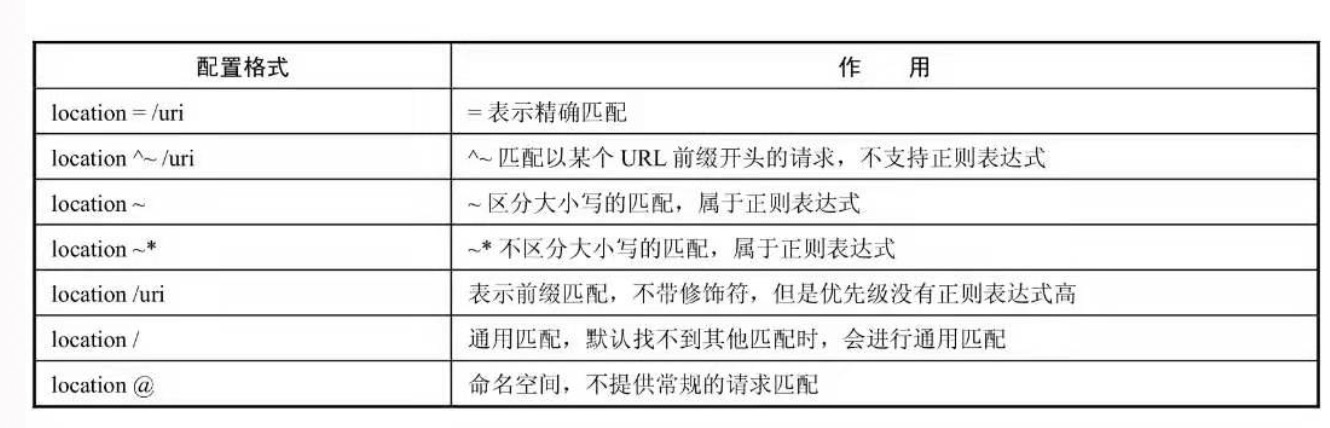 配置格式 作 用
location = /uri = 表示精确匹配
location ^~ /uri ^~ 匹配以某个 URL 前缀开头的请求，不支持正则表达式
location ~ ~ 区分大小写的匹配，属于正则表达式
location ~* ~* 不区分大小写的匹配，属于正则表达式
location /uri 表示前缀匹配，不带修饰符，但是优先级没有正则表达式高
location / 通用匹配，默认找不到其他匹配时，会进行通用匹配
location @ 命名空间，不提供常规的请求匹配